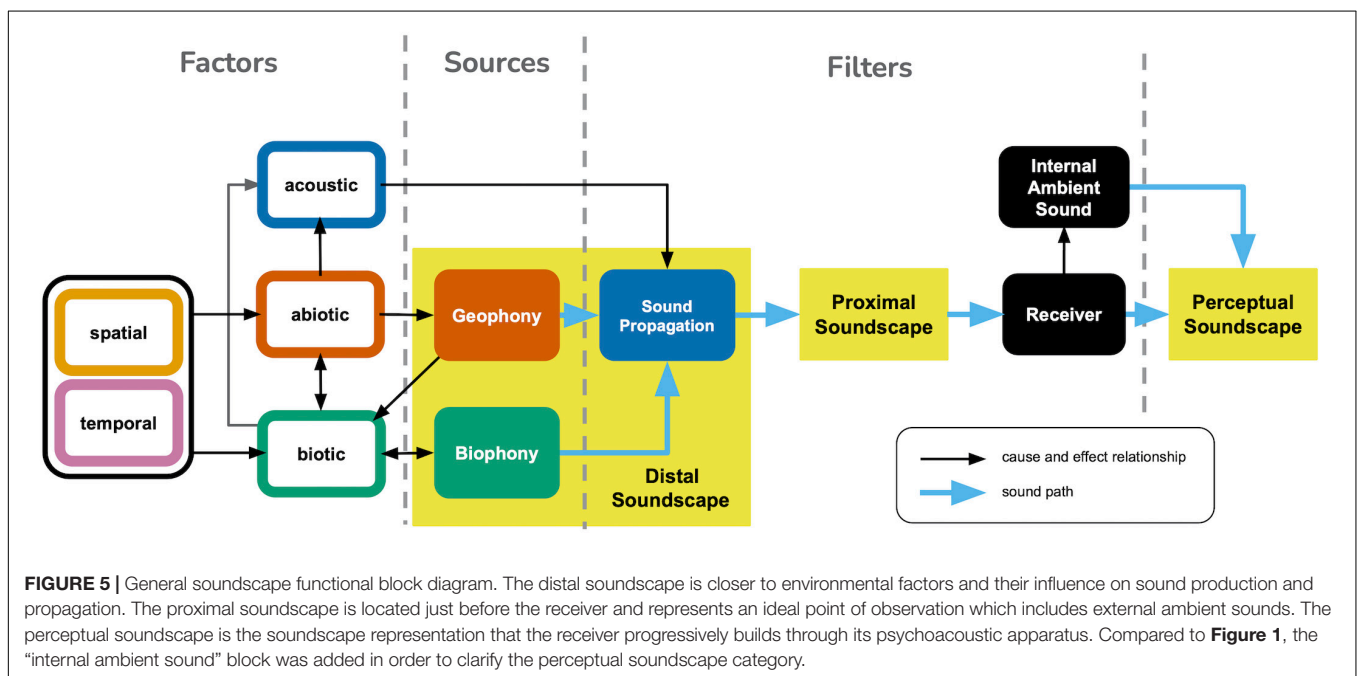 Factors
Sources
Filters
acoustic
Internal
Ambient
Sound
spatial
temporal
abiotic
Geophony
Sound
Propagation
Proximal
Soundscape
Receiver
Perceptual
Soundscape
biotic
Biophony
Distal
Soundscape
cause and effect relationship
sound path
FIGURE 5 | General soundscape functional block diagram. The distal soundscape is closer to environmental factors and their influence on sound production and
propagation. The proximal soundscape is located just before the receiver and represents an ideal point of observation which includes external ambient sounds. The
perceptual soundscape is the soundscape representation that the receiver progressively builds through its psychoacoustic apparatus. Compared to Figure 1, the
“internal ambient sound” block was added in order to clarify the perceptual soundscape category.